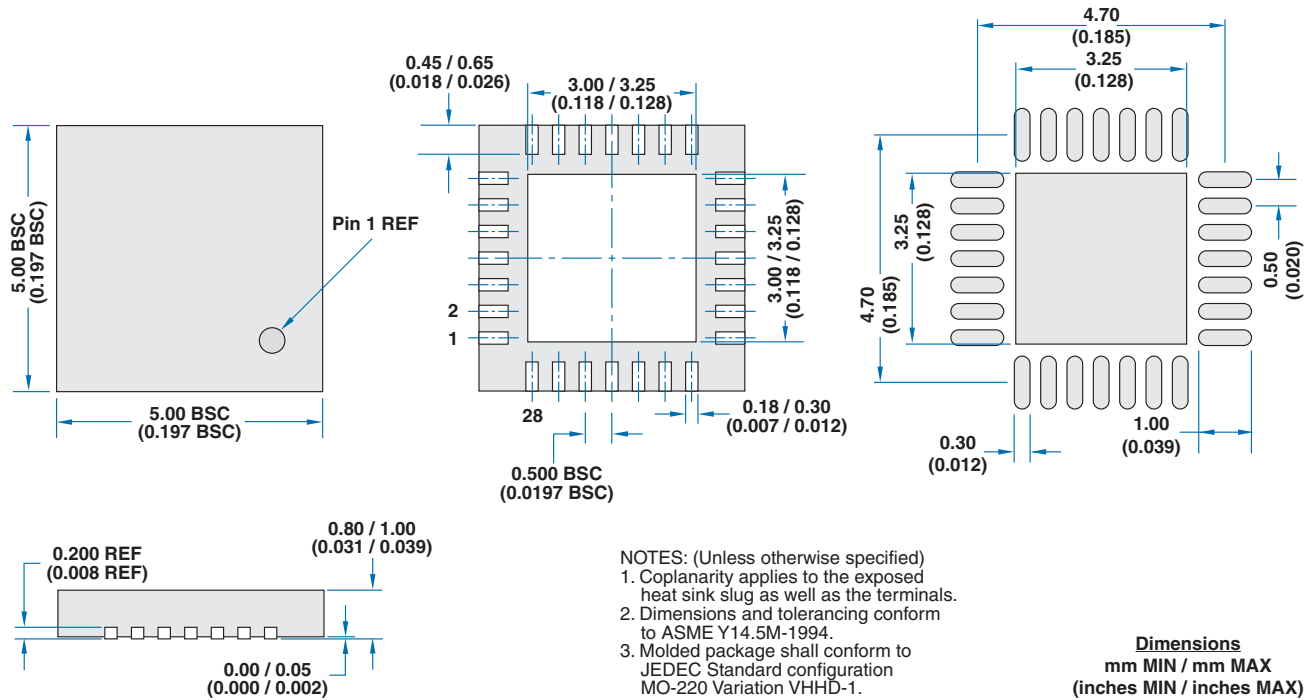 5.00 BSC
(0.197 BSC)
Pin 1 REF
5.00 BSC
(0.197 BSC)
0.45 / 0.65
(0.018 / 0.026)
3.00 / 3.25
(0.118 / 0.128)
3.00 / 3.25
(0.118 / 0.128)
2
1
28
0.18 / 0.30
(0.007 / 0.012)
0.500 BSC
(0.0197 BSC)
4.70
(0.185)
3.25
(0.128)
4.70
(0.185)
3.25
(0.128)
0.50
(0.020)
0.30
(0.012)
1.00
(0.039)
0.200 REF
(0.008 REF)
0.80 / 1.00
(0.031 / 0.039)
0.00 / 0.05
(0.000 / 0.002)
NOTES: (Unless otherwise specified)
1. Coplanarity applies to the exposed
heat sink slug as well as the terminals.
2. Dimensions and tolerancing conform
to ASME Y14.5M-1994.
3. Molded package shall conform to
JEDEC Standard configuration
MO-220 Variation VHHD-1.
Dimensions
mm MIN / mm MAX
(inches MIN / inches MAX)